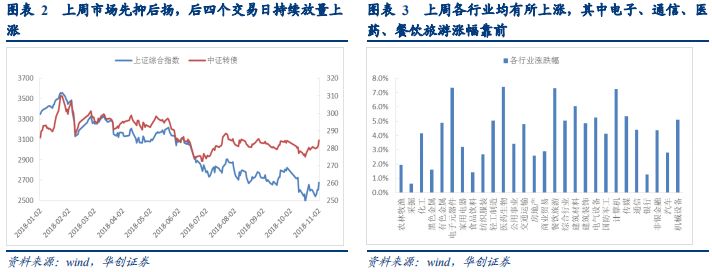 图表 2 上周市场先抑后扬，后四个交易日持续放量上
涨
上证综合指数 中证转债
3700
3500
3300
3100
2900
2700
2500
320
310
300
290
280
270
260
250
2018-01-02
2018-02-02
2018-03-02
2018-04-02
2018-05-02
2018-06-02
2018-07-02
2018-08-02
2018-09-02
2018-10-02
2018-11-02
资料来源：wind，华创证券
图表 3 上周各行业均有所上涨，其中电子、通信、医
药、餐饮旅游涨幅靠前
各行业涨跌幅
8.0%
7.0%
6.0%
5.0%
4.0%
3.0%
2.0%
1.0%
0.0%
农林牧渔
采掘
化工
黑色金属
有色金属
电子元器件
家用电器
食品饮料
纺织服装
轻工制造
医药生物
公用事业
交通运输
房地产
商业贸易
餐饮旅游
综合行业
建筑材料
建筑装饰
电气设备
国防军工
计算机
传媒
通信
银行
非银金融
汽车
机械设备
资料来源：wind，华创证券